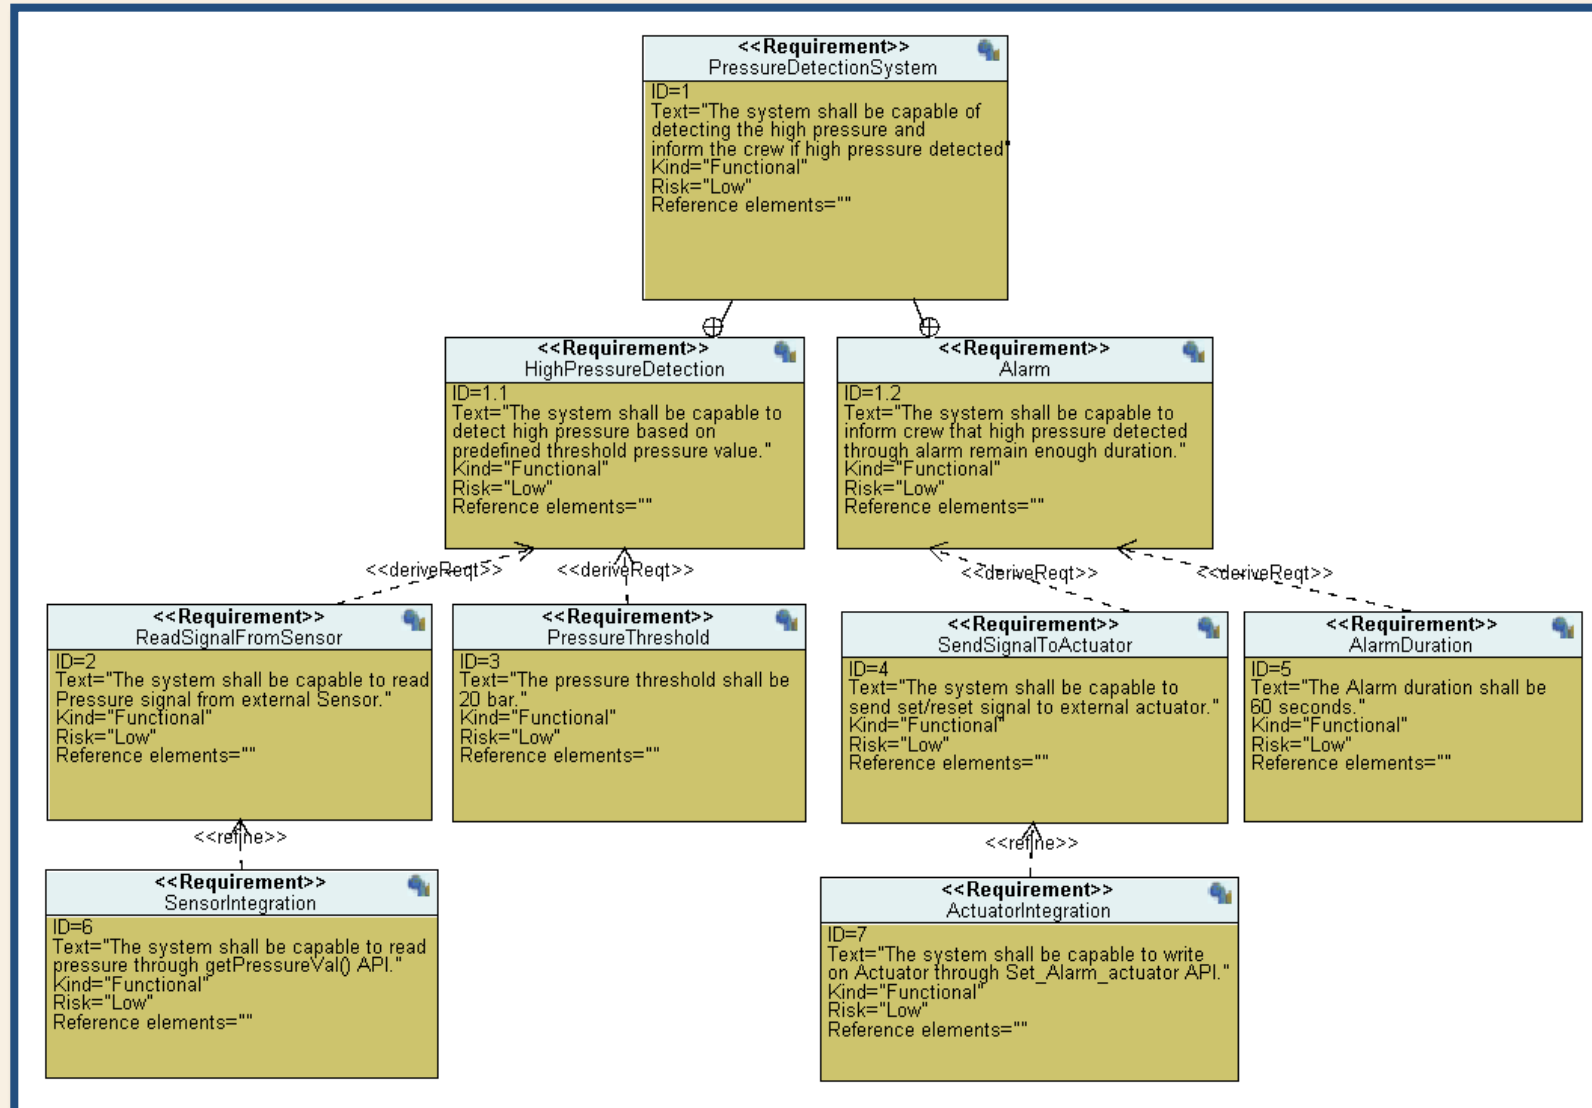 <<Requirement>>
PressureDetectionSystem
ID=1
Text="The system shall be capable of
detecting the high pressure and
inform the crew if high pressure detected"
Kind="Functional"
Risk="Low"
Reference elements=""
<<Requirement>>
HighPressureDetection
ID=1.1
Text="The system shall be capable to
detect high pressure based on
predefined threshold pressure value."
Kind="Functional"
Risk="Low"
Reference elements=""
<<Requirement>>
Alarm
ID=1.2
Text="The system shall be capable to
inform crew that high pressure detected
through alarm remain enough duration."
Kind="Functional"
Risk="Low"
Reference elements=""
<<deriveReqt>>
<<deriveReqt>>
<<deriveReqt>>
<<deriveReqt>>
<<Requirement>>
ReadSignalFromSensor
ID=2
Text="The system shall be capable to read
Pressure signal from external Sensor."
Kind="Functional"
Risk="Low"
Reference elements=""
<<Requirement>>
PressureThreshold
ID=3
Text="The pressure threshold shall be
20 bar."
Kind="Functional"
Risk="Low"
Reference elements=""
<<Requirement>>
SendSignalToActuator
ID=4
Text="The system shall be capable to
send set/reset signal to external actuator."
Kind="Functional"
Risk="Low"
Reference elements=""
<<Requirement>>
AlarmDuration
ID=5
Text="The Alarm duration shall be
60 seconds."
Kind="Functional"
Risk="Low"
Reference elements=""
<<refine>>
<<refine>>
<<Requirement>>
SensorIntegration
ID=6
Text="The system shall be capable to read
pressure through getPressureVal() API."
Kind="Functional"
Risk="Low"
Reference elements=""
<<Requirement>>
ActuatorIntegration
ID=7
Text="The system shall be capable to write
on Actuator through Set_Alarm_actuator API."
Kind="Functional"
Risk="Low"
Reference elements=""